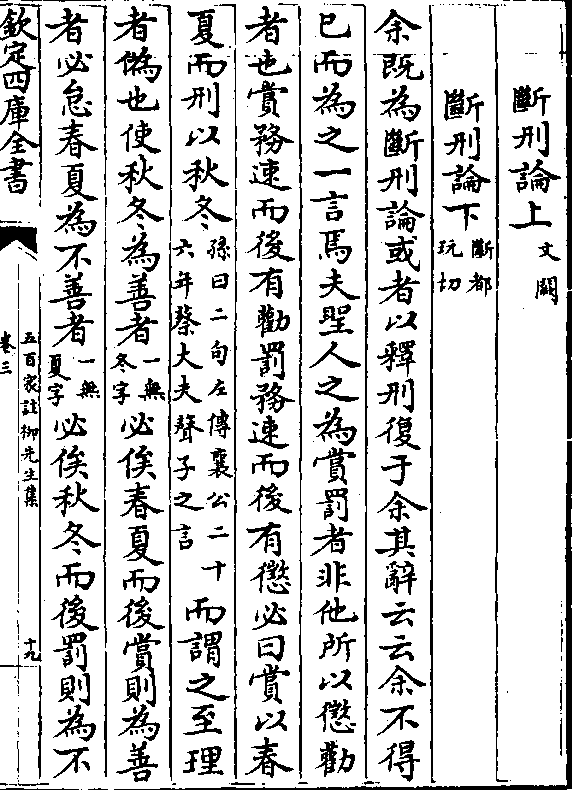 斷刑論上文闕
斷刑論下斷都玩切
余既為斷刑論或者以釋刑復于余其辭云云余不得
已而為之一言焉夫聖人之為賞罰者非他所以懲勸
者也賞務速而後有勸罰務速而後有懲必曰賞以春
夏而刑以秋冬孫曰二句左傳襄公二十六年蔡大夫聲子之言而謂之至理
者偽也使秋冬為善者一無冬字必俟春夏而後賞則為善
者必怠春夏為不善者一無夏字必俟秋冬而後罰則為不
欽定四庫全書
五百家註柳先生集
卷三
十九